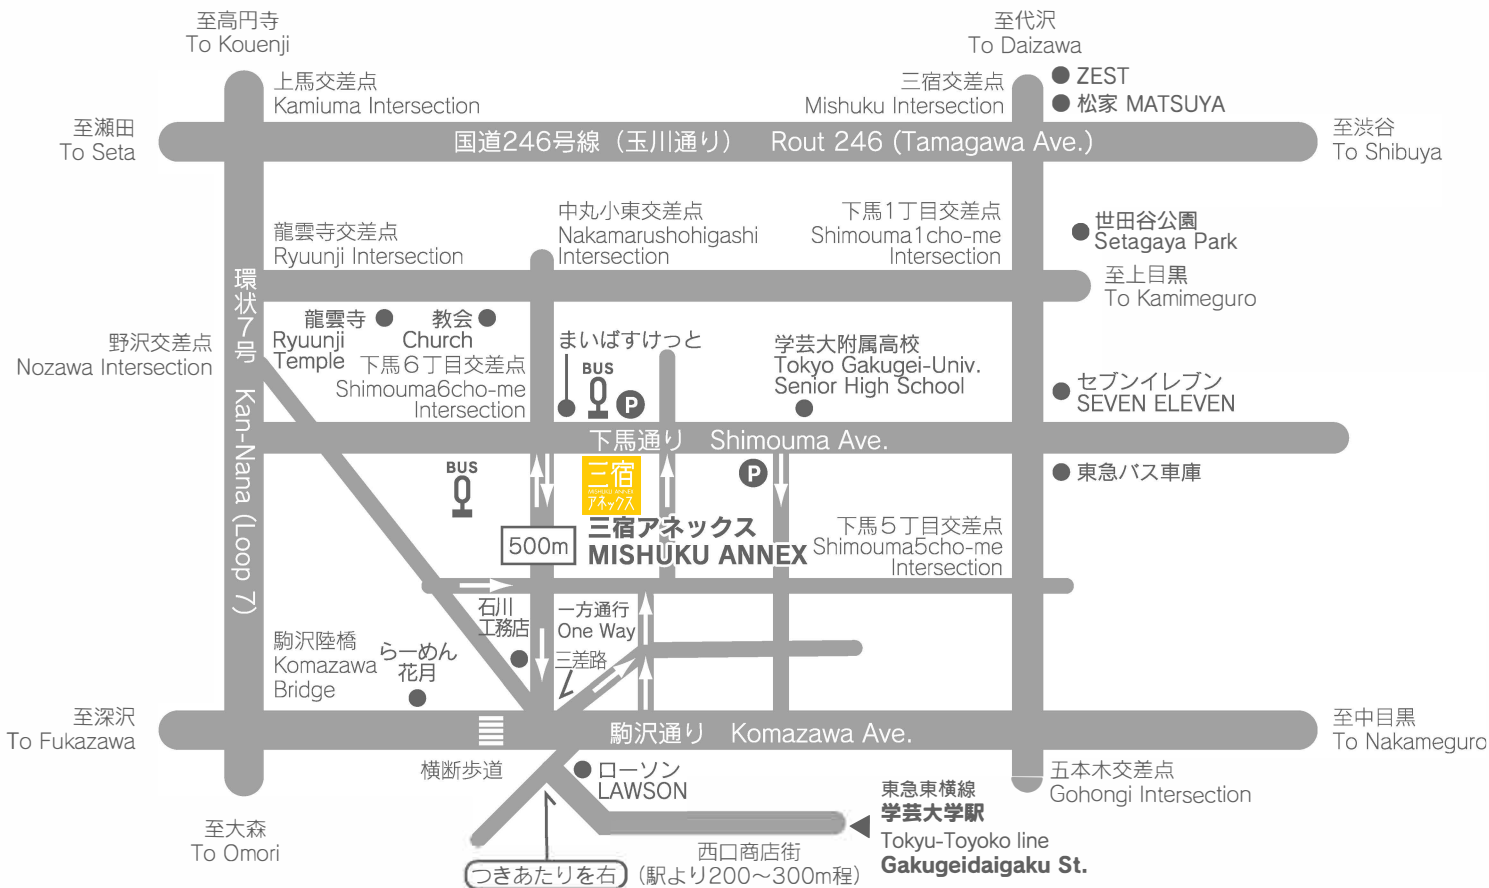 至高円寺
To Kouenji
至代沢
To Daizawa
上馬交差点
Kamiuma Intersection
三宿交差点
Mishuku Intersection
ZEST
松家 MATSUYA
至瀬田
To Seta
国道246号線（玉川通り） Rout 246 (Tamagawa Ave.)
至渋谷
To Shibuya
龍雲寺交差点
Ryuunji Intersection
中丸小東交差点
Nakamarushohigashi
Intersection
下馬1丁目交差点
Shimouma1cho-me
Intersection
世田谷公園
Setagaya Park
至上目黒
To Kamimeguro
環状7号 Kan-Nana (Loop 7)
野沢交差点
Nozawa Intersection
龍雲寺
Ryuunji
Temple
教会
Church
下馬6丁目交差点
Shimouma6cho-me
Intersection
まいばすけっと
BUS
P
学芸大附属高校
Tokyo Gakugei-Univ.
Senior High School
セブンイレブン
SEVEN ELEVEN
下馬通り Shimouma Ave.
BUS
三宿
MISHUKU ANNEX
アネックス
P
東急バス車庫
500m
三宿アネックス
MISHUKU ANNEX
下馬5丁目交差点
Shimouma5cho-me
Intersection
石川
工務店
一方通行
One Way
三差路
駒沢陸橋
Komazawa
Bridge
らーめん
花月
至深沢
To Fukazawa
駒沢通り Komazawa Ave.
至中目黒
To Nakameguro
横断歩道
ローソン
LAWSON
五本木交差点
Gohongi Intersection
至大森
To Omori
東急東横線
学芸大学駅
Tokyu-Toyoko line
Gakugeidaigaku St.
つきあたりを右
西口商店街
（駅より200〜300m程）